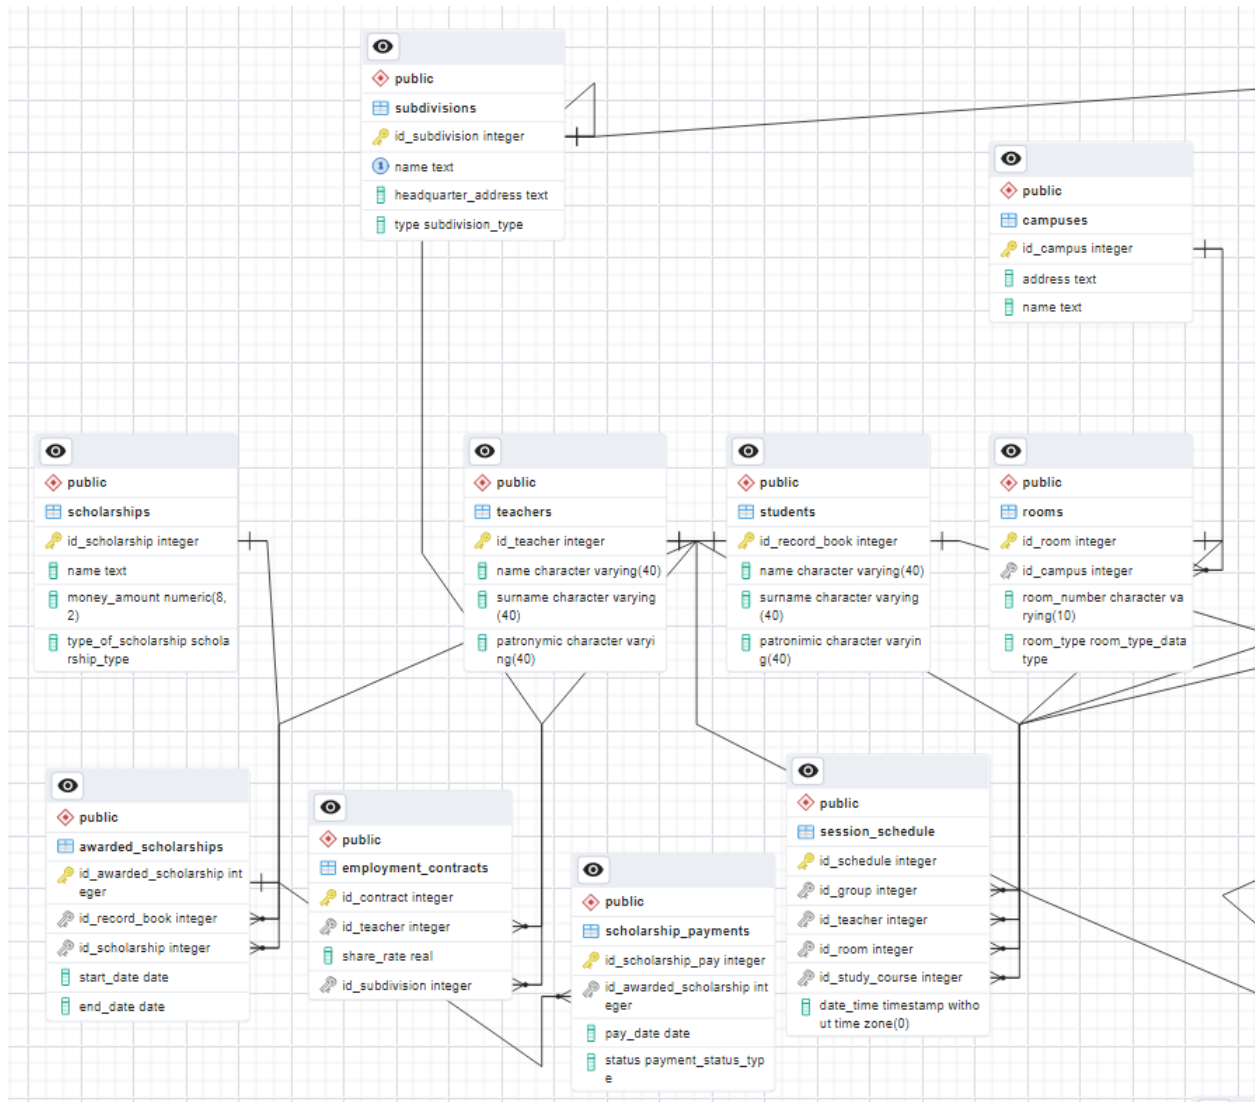 public
subdivisions
id_subdivision integer
1
name text
headquarter_address text
type subdivision_type
public
campuses
id_campus integer
address text
name text
public
scholarships
id_scholarship integer
name text
money_amount numeric(8,
2)
type_of_scholarship schola
rship_type
public
teachers
id_teacher integer
name character varying(40)
surname character varying
(40)
patronymic character varyi
ng(40)
public
students
id_record_book integer
name character varying(40)
surname character varying
(40)
patronimic character varyin
g(40)
public
rooms
id_room integer
id_campus integer
room_number character va
rying(10)
room_type room_type_data
type
public
awarded_scholarships
id_awarded_scholarship int
eger
id_record_book integer
id_scholarship integer
start_date date
end_date date
public
employment_contracts
id_contract integer
id_teacher integer
share_rate real
id_subdivision integer
public
scholarship_payments
id_scholarship_pay integer
id_awarded_scholarship int
eger
pay_date date
status payment_status_typ
e
public
session_schedule
id_schedule integer
id_group integer
id_teacher integer
id_room integer
id_study_course integer
date_time timestamp witho
ut time zone(0)